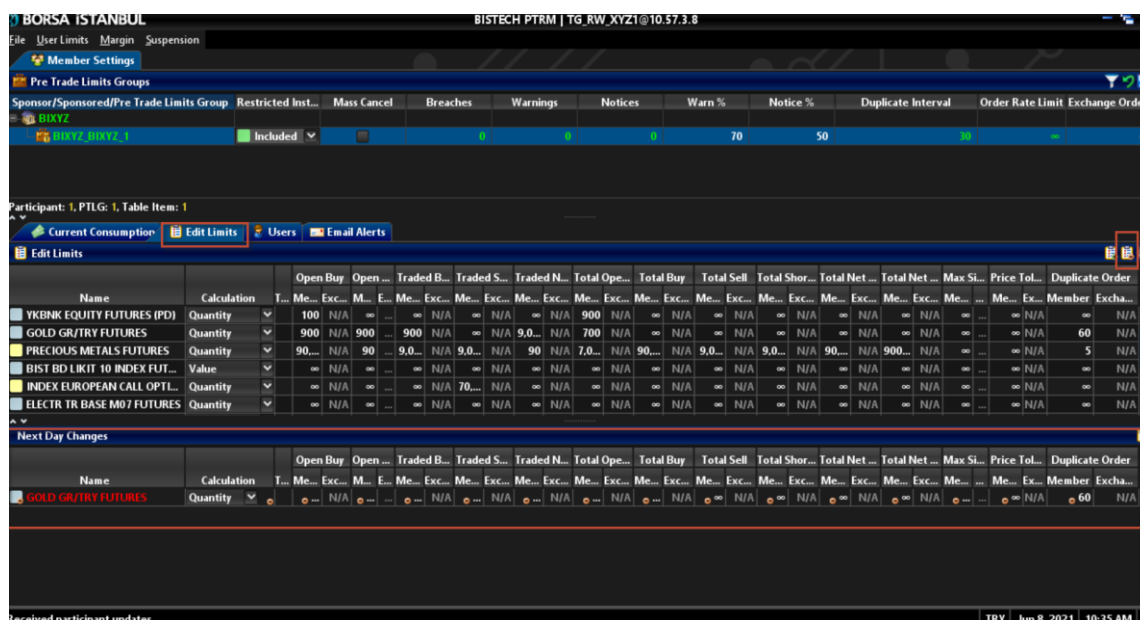 BORSA İSTANBUL BISTECH PTRM | TG_RW_XYZ1@10.57.3.8
File User Limits Margin Suspension
Member Settings
Pre Trade Limits Groups
Sponsor/Sponsored/Pre Trade Limits Group Restricted Inst... Mass Cancel Breaches Warnings Notices Warn % Notice % Duplicate Interval Order Rate Limit Exchange Orde
BIXYZ
BIXYZ_BIXYZ_1 Included 0 0 0 70 50 30 ∞
Participant: 1, PTLG: 1, Table Item: 1
Current Consumption Edit Limits Users Email Alerts
Edit Limits
Open Buy Open ... Traded B... Traded S... Traded N... Total Ope... Total Buy Total Sell Total Shor... Total Net ... Total Net ... Max Si... Price Tol... Duplicate Order
Name Calculation T... Me... Exc... M... E... Me... Exc... Me... Exc... Me... Exc... Me... Exc... Me... Exc... Me... Exc... Me... Exc... Me... Exc... Me... Exc... Me... ... Me... Ex... Member Excha...
YKBNK EQUITY FUTURES (PD) Quantity 100 N/A ∞ ... ∞ N/A ∞ N/A ∞ N/A 900 N/A ∞ N/A ∞ N/A ∞ N/A ∞ N/A ∞ N/A ∞ ... ∞ N/A ∞ N/A
GOLD GR/TRY FUTURES Quantity 900 N/A 900 ... 900 N/A ∞ N/A 9,0... N/A 700 N/A ∞ N/A ∞ N/A ∞ N/A ∞ N/A ∞ N/A ∞ ... ∞ N/A 60 N/A
PRECIOUS METALS FUTURES Quantity 90,... N/A 90 ... 9,0... N/A 9,0... N/A 90 N/A 7,0... N/A 90,... N/A 9,0... N/A 9,0... N/A 90,... N/A 900... N/A ∞ ... ∞ N/A 5 N/A
BIST BD LIKIT 10 INDEX FUT... Value ∞ N/A ∞ ... ∞ N/A ∞ N/A ∞ N/A ∞ N/A ∞ N/A ∞ N/A ∞ N/A ∞ N/A ∞ N/A ∞ ... ∞ N/A ∞ N/A
INDEX EUROPEAN CALL OPTI... Quantity ∞ N/A ∞ ... ∞ N/A 70,... N/A ∞ N/A ∞ N/A ∞ N/A ∞ N/A ∞ N/A ∞ N/A ∞ N/A ∞ ... ∞ N/A ∞ N/A
ELECTR TR BASE M07 FUTURES Quantity ∞ N/A ∞ ... ∞ N/A ∞ N/A ∞ N/A ∞ N/A ∞ N/A ∞ N/A ∞ N/A ∞ N/A ∞ N/A ∞ ... ∞ N/A ∞ N/A
Next Day Changes
Open Buy Open ... Traded B... Traded S... Traded N... Total Ope... Total Buy Total Sell Total Shor... Total Net ... Total Net ... Max Si... Price Tol... Duplicate Order
Name Calculation T... Me... Exc... M... E... Me... Exc... Me... Exc... Me... Exc... Me... Exc... Me... Exc... Me... Exc... Me... Exc... Me... Exc... Me... Exc... Me... ... Me... Ex... Member Excha...
GOLD GR/TRY FUTURES Quantity ... N/A ... ... ... N/A ... N/A ... N/A ... N/A ... N/A ∞ N/A ∞ N/A ∞ N/A ∞ N/A ... ... ∞ N/A 60 N/A
Received participant updates TRY Jun 8, 2021 10:35 AM